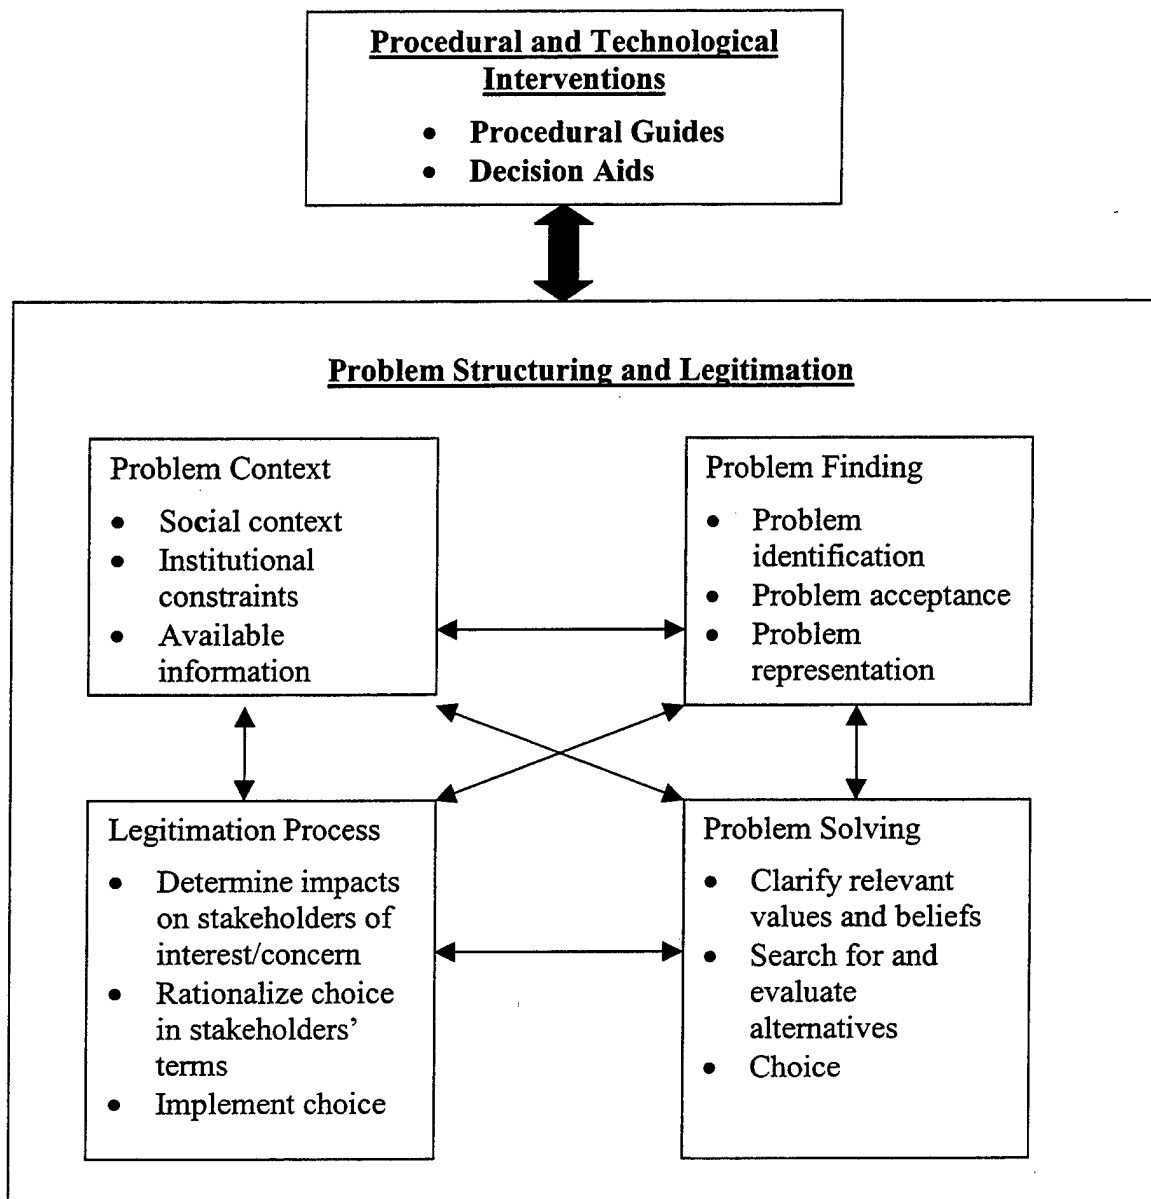 Procedural and Technological
Interventions
• Procedural Guides
• Decision Aids
Problem Structuring and Legitimation
Problem Context
• Social context
• Institutional
constraints
• Available
information
Problem Finding
• Problem
identification
• Problem acceptance
• Problem
representation
Legitimation Process
• Determine impacts
on stakeholders of
interest/concern
• Rationalize choice
in stakeholders’
terms
• Implement choice
Problem Solving
• Clarify relevant
values and beliefs
• Search for and
evaluate
alternatives
• Choice